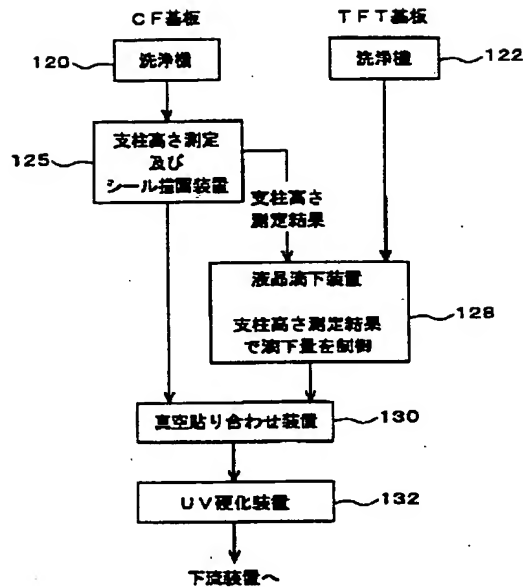 CF基板
TFT基板
120
洗浄機
洗浄機
122
125
支柱高さ測定
及び
シール描画装置
支柱高さ
測定結果
液晶滴下装置
支柱高さ測定結果
で滴下量を制御
128
真空貼り合わせ装置
130
UV硬化装置
132
下流装置へ